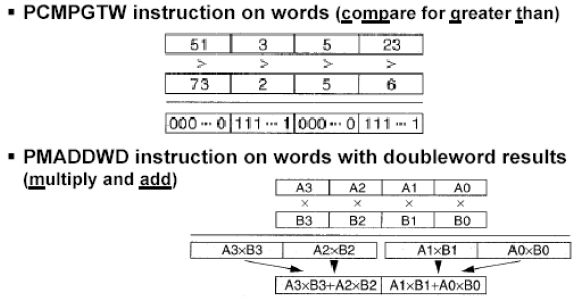 ▪ PCMPGTW instruction on words (compare for greater than)
51 3 5 23
> > > >
73 2 5 6
000 ··· 0 111 ··· 1 000 ··· 0 111 ··· 1
▪ PMADDWD instruction on words with doubleword results
(multiply and add)
A3 A2 A1 A0
× × × ×
B3 B2 B1 B0
A3×B3 A2×B2 A1×B1 A0×B0
A3×B3+A2×B2 A1×B1+A0×B0